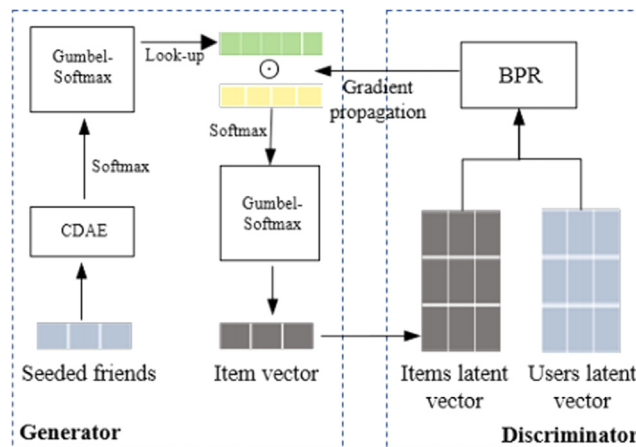 Gumbel-
Softmax
Look-up
Softmax
CDAE
Seeded friends
Softmax
Gumbel-
Softmax
Item vector
Generator
Gradient
propagation
BPR
Items latent
vector
Users latent
vector
Discriminator